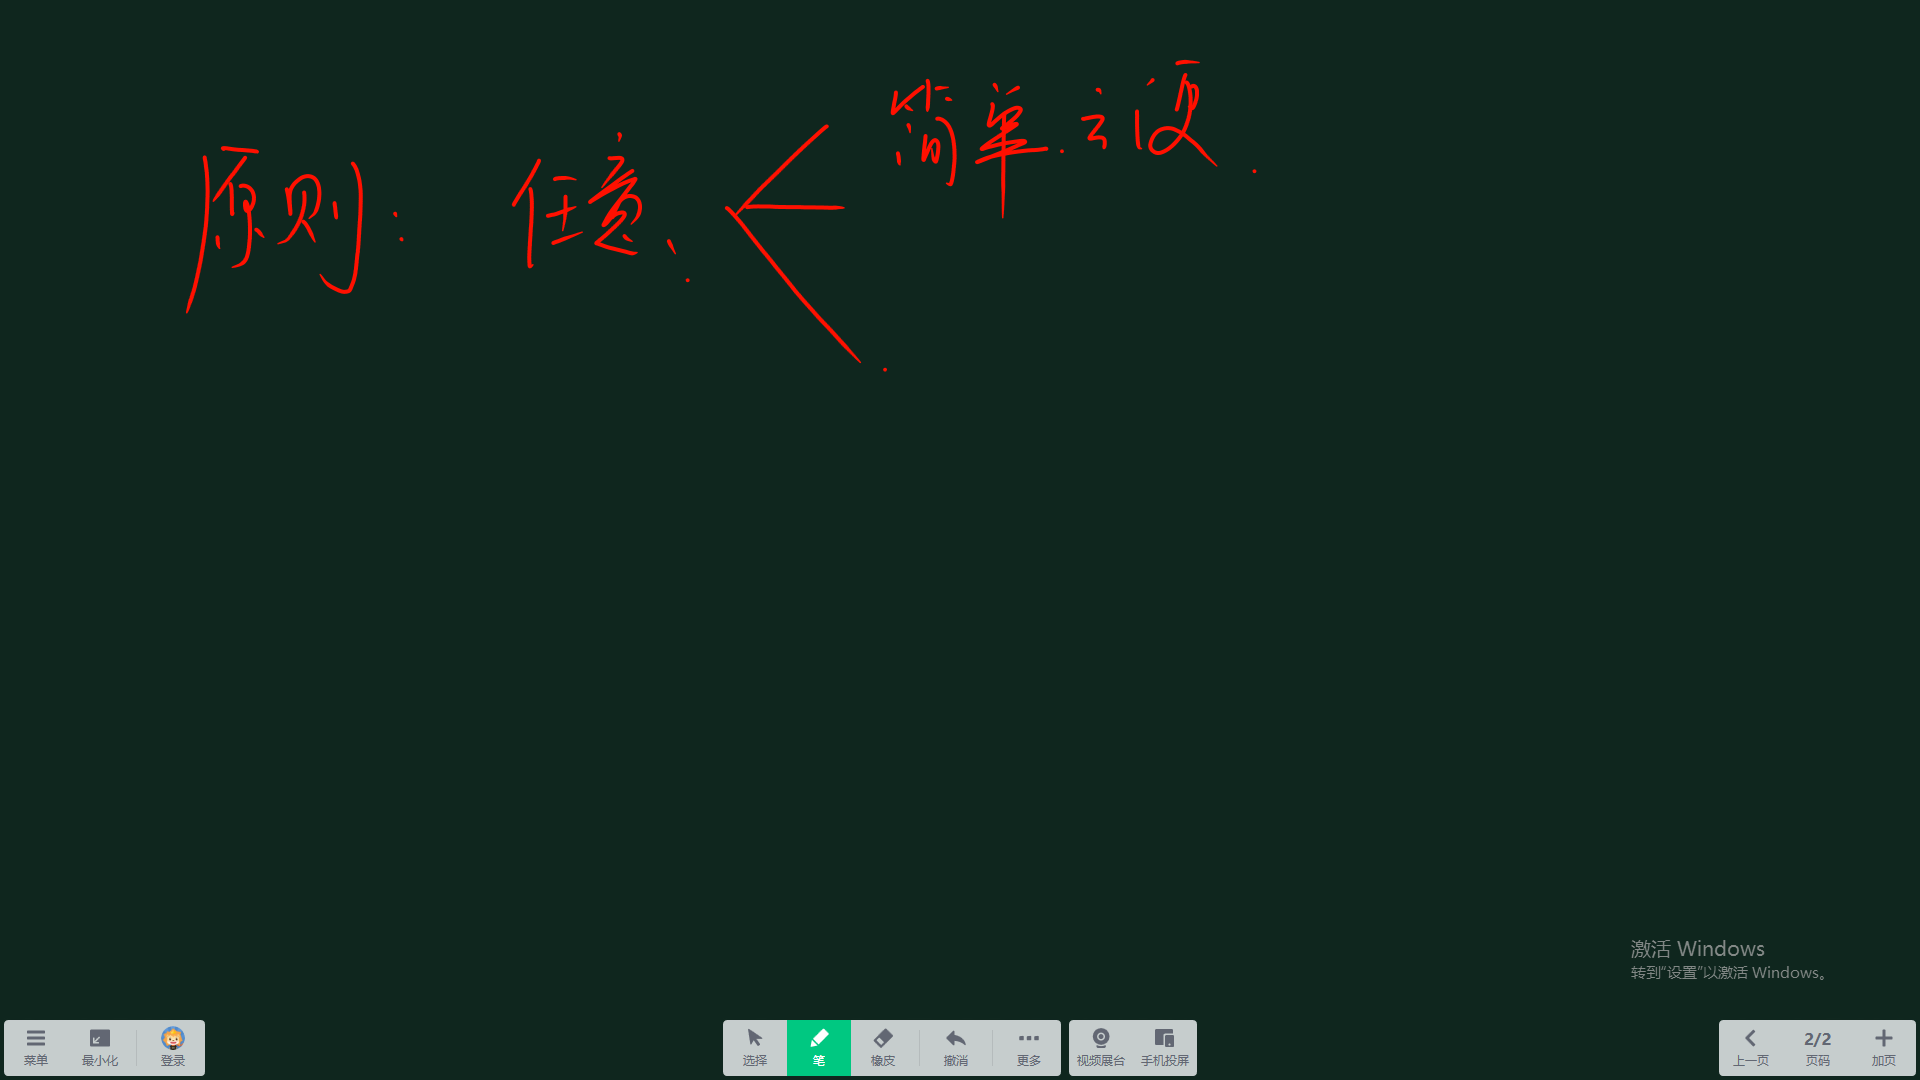 简单.方便.
原则: 任意.
激活 Windows
转到“设置”以激活 Windows。
菜单 最小化 登录 选择 笔 橡皮 撤消 更多 视频展台 手机投屏 上一页 2/2 页码 加页